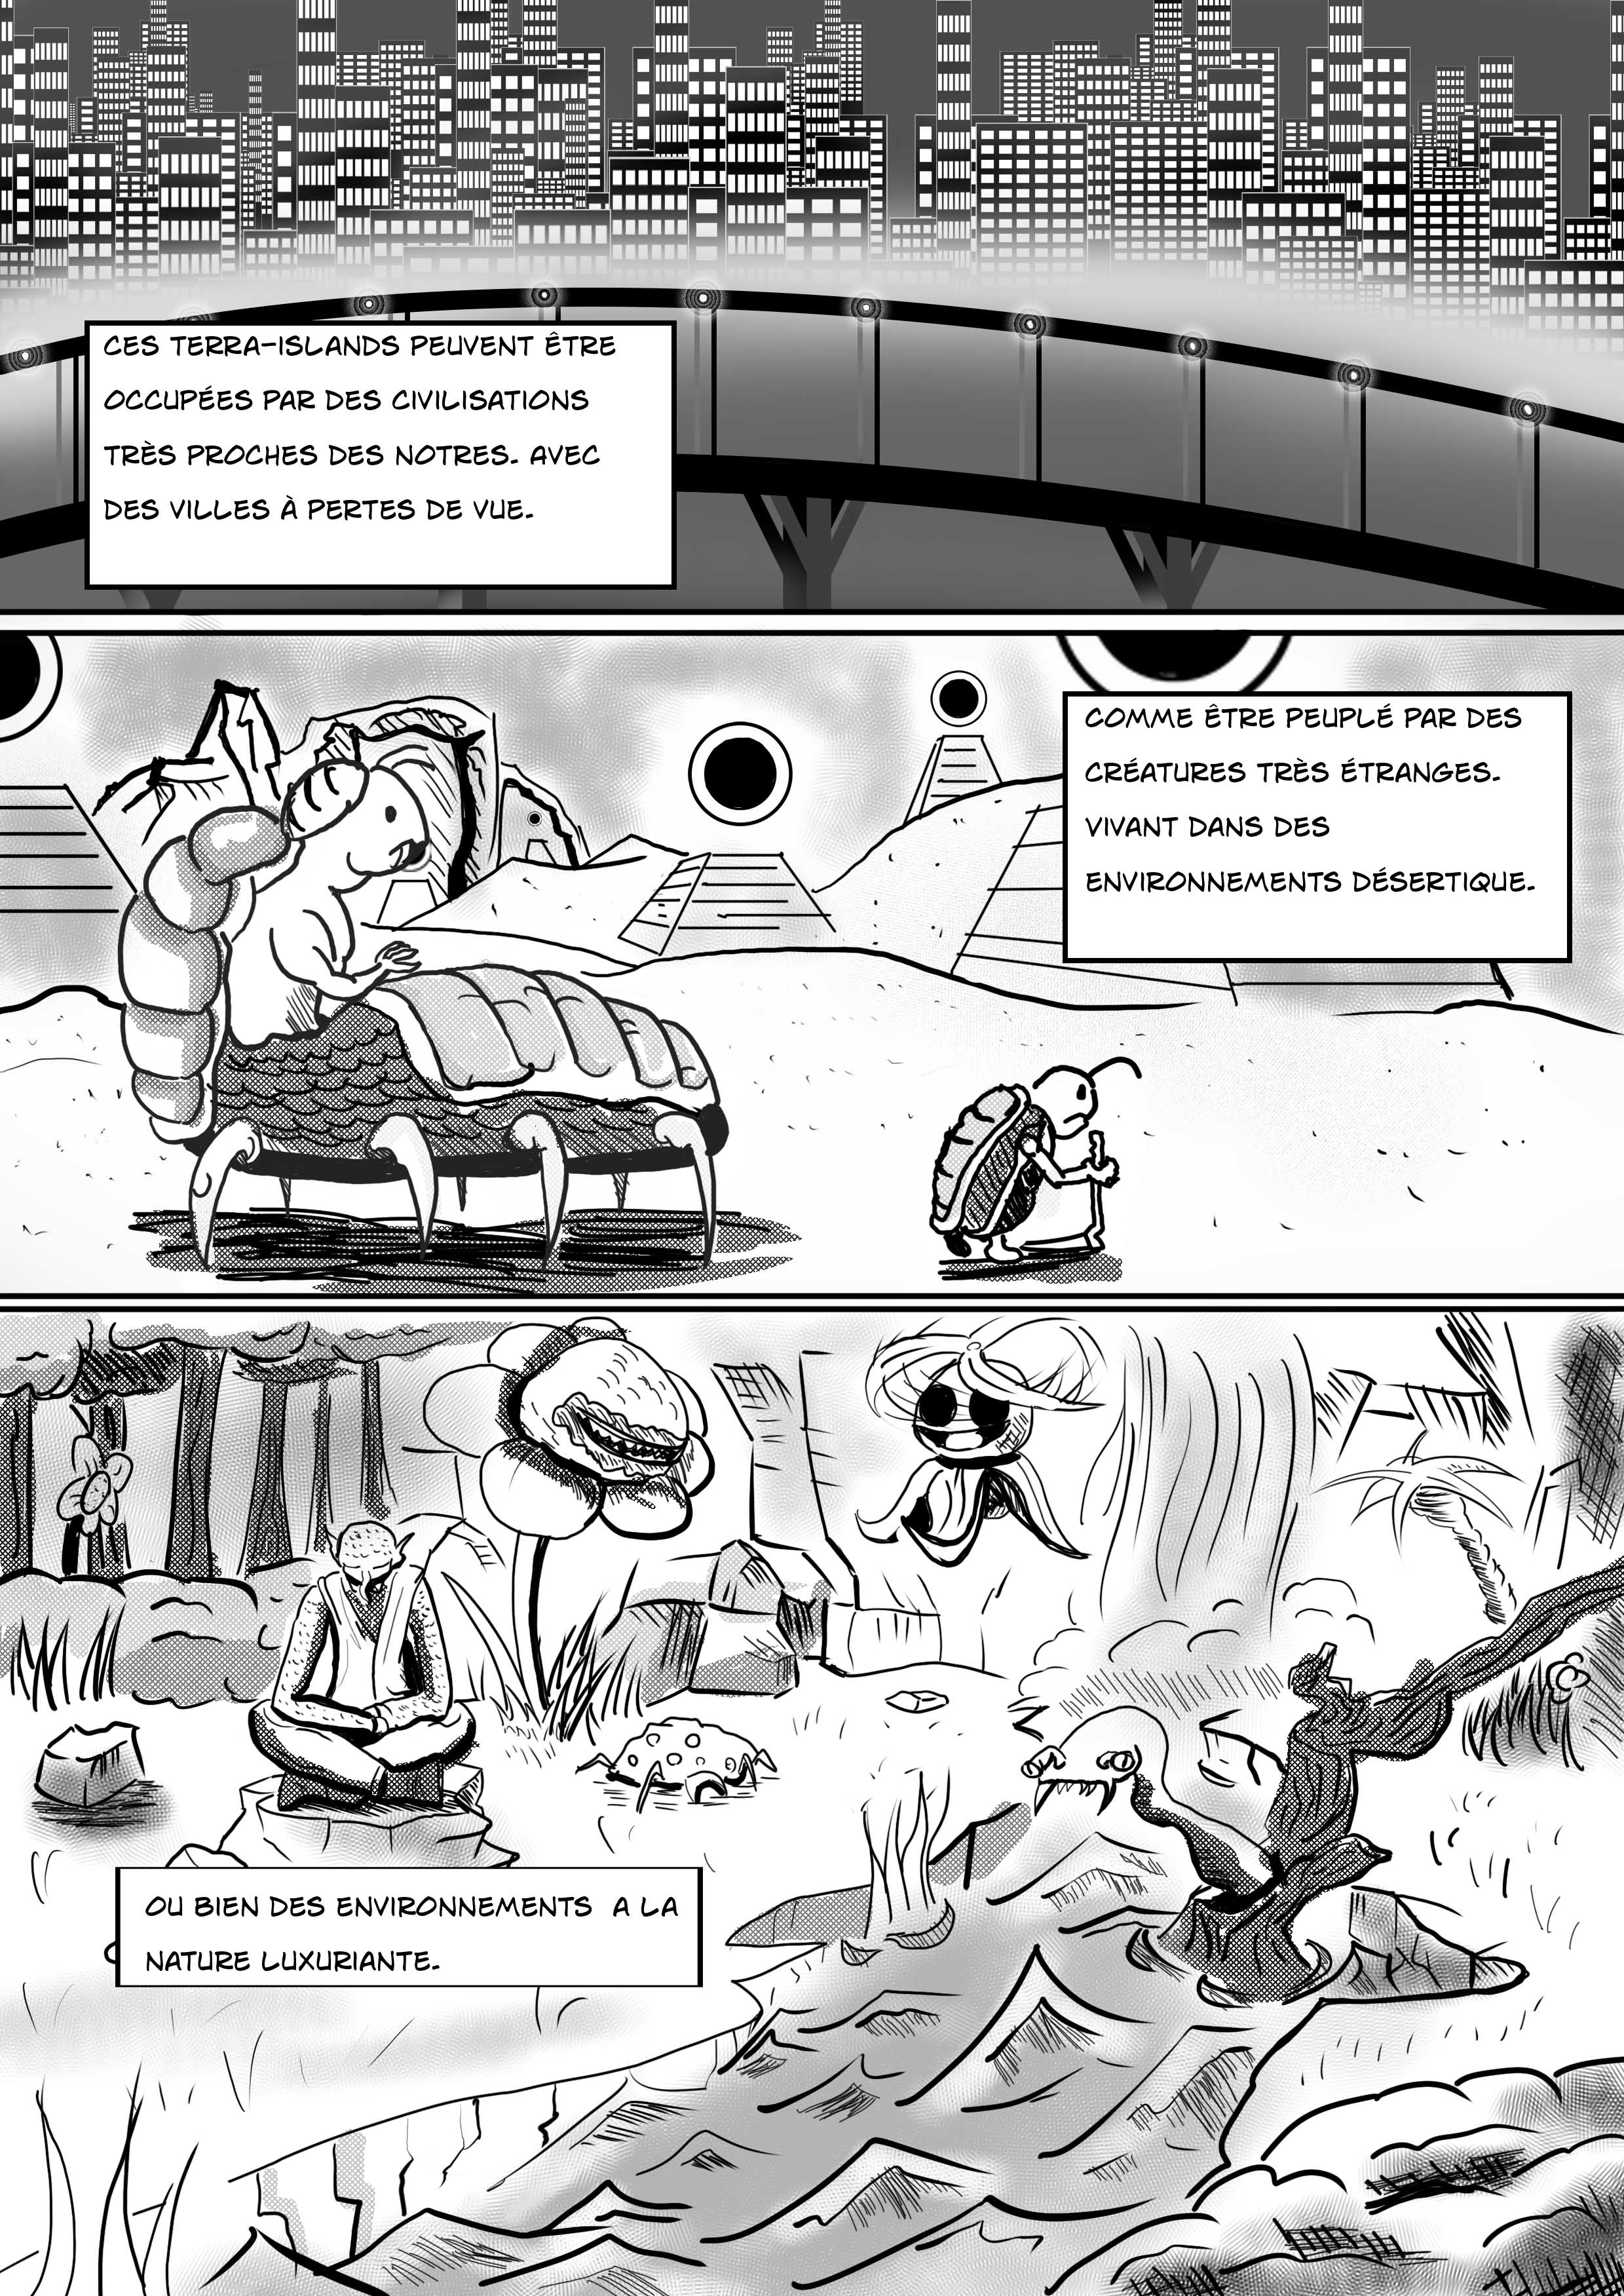 CES TERRA-ISLANDS PEUVENT ÊTRE
OCCUPÉES PAR DES CIVILISATIONS
TRÈS PROCHES DES NOTRES. AVEC
DES VILLES À PERTES DE VUE.
COMME ÊTRE PEUPLÉ PAR DES
CRÉATURES TRÈS ÉTRANGES.
VIVANT DANS DES
ENVIRONNEMENTS DÉSERTIQUE.
OU BIEN DES ENVIRONNEMENTS A LA
NATURE LUXURIANTE.